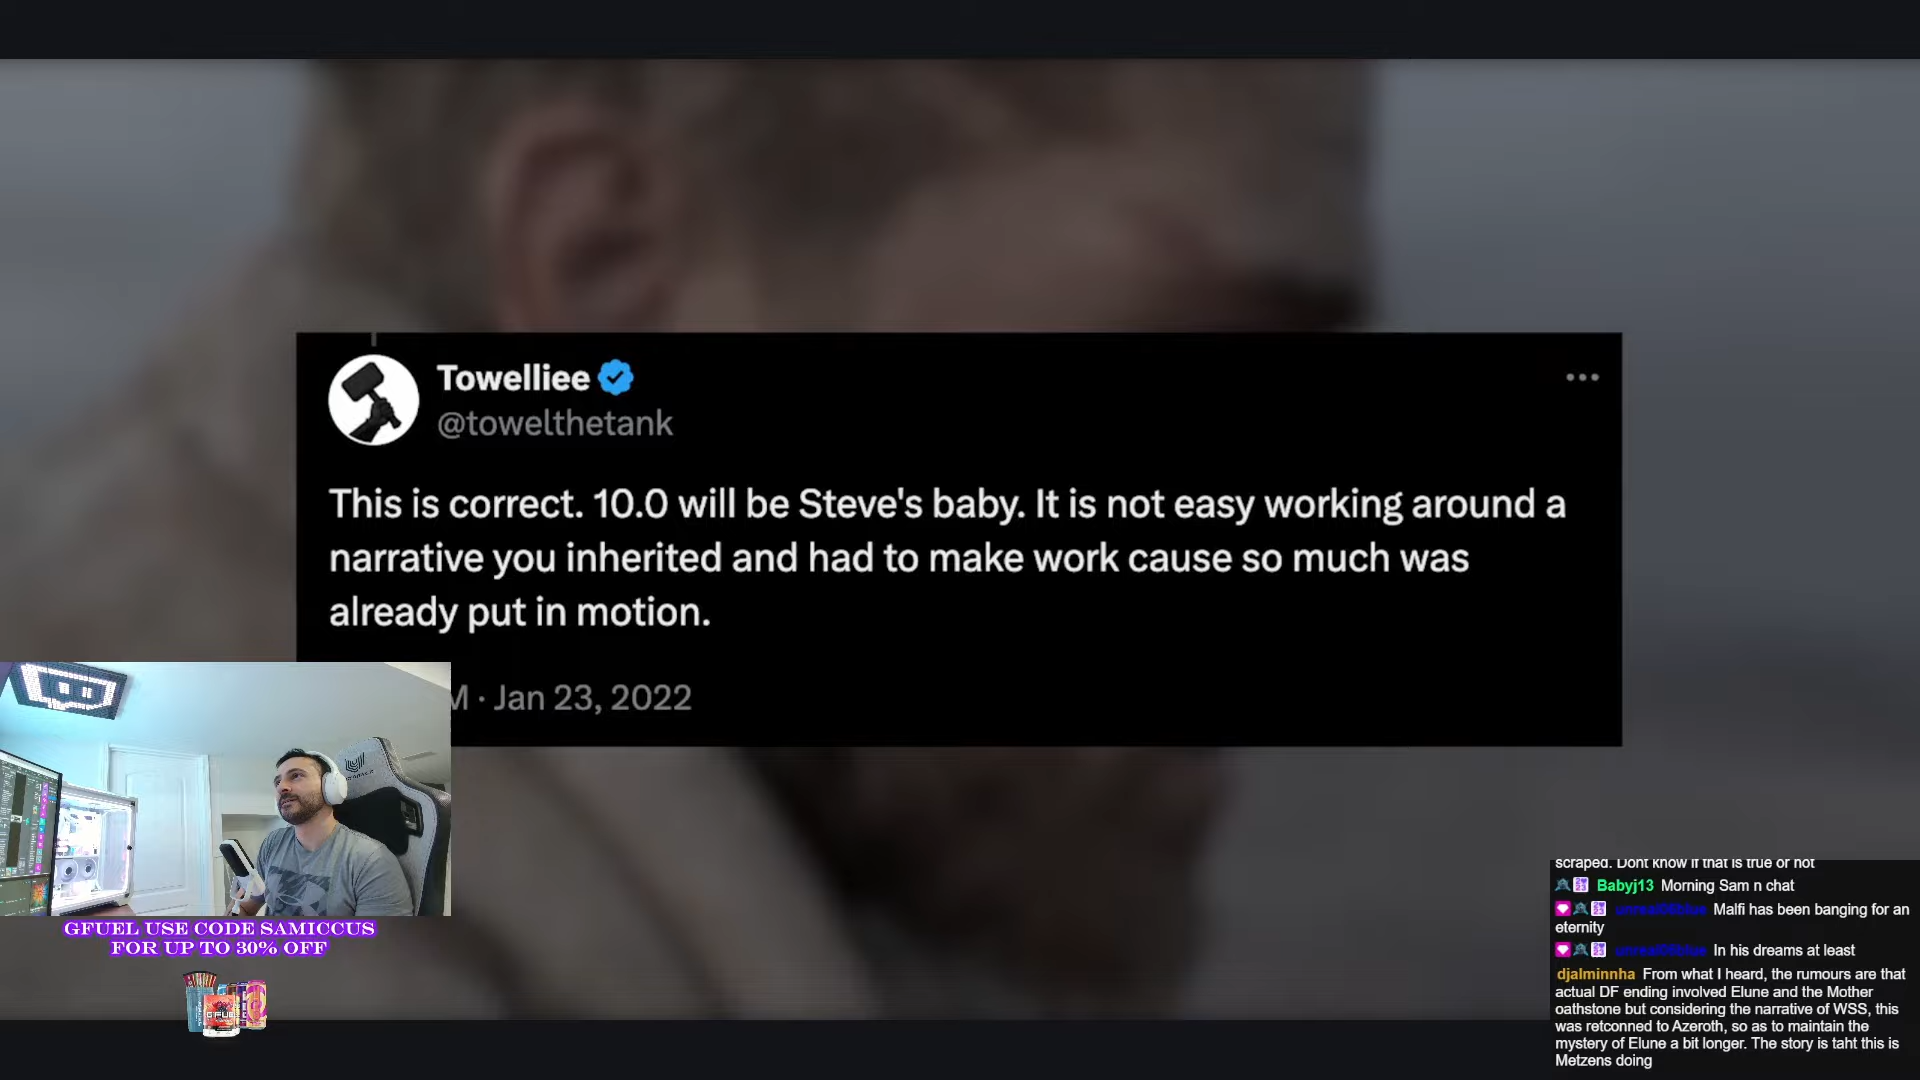 Towelliee
@towelthetank
This is correct. 10.0 will be Steve's baby. It is not easy working around a
narrative you inherited and had to make work cause so much was
already put in motion.
M · Jan 23, 2022
GFUEL USE CODE SAMICCUS
FOR UP TO 30% OFF
scraped. Dont know if that is true or not
Babyj13 Morning Sam n chat
Malfi has been banging for an
eternity
In his dreams at least
djalminnha From what I heard, the rumours are that
actual DF ending involved Elune and the Mother
oathstone but considering the narrative of WSS, this
was retconned to Azeroth, so as to maintain the
mystery of Elune a bit longer. The story is taht this is
Metzens doing